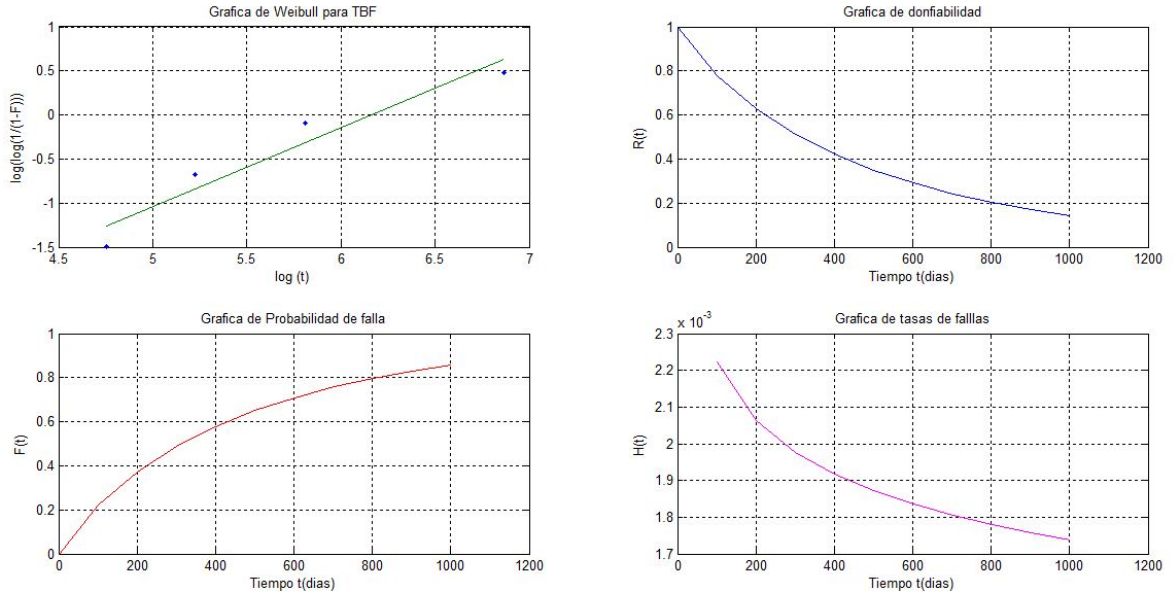 Grafica de Weibull para TBF
1
0.5
0
-0.5
-1
-1.5
log(log(1/(1-F)))
4.5 5 5.5 6 6.5 7
log (t)
Grafica de donfiabilidad
1
0.8
0.6
0.4
0.2
0
R(t)
0 200 400 600 800 1000 1200
Tiempo t(dias)
Grafica de Probabilidad de falla
1
0.8
0.6
0.4
0.2
0
F(t)
0 200 400 600 800 1000 1200
Tiempo t(dias)
Grafica de tasas de falllas
x 10⁻³
2.3
2.2
2.1
2
1.9
1.8
1.7
H(t)
0 200 400 600 800 1000 1200
Tiempo t(dias)